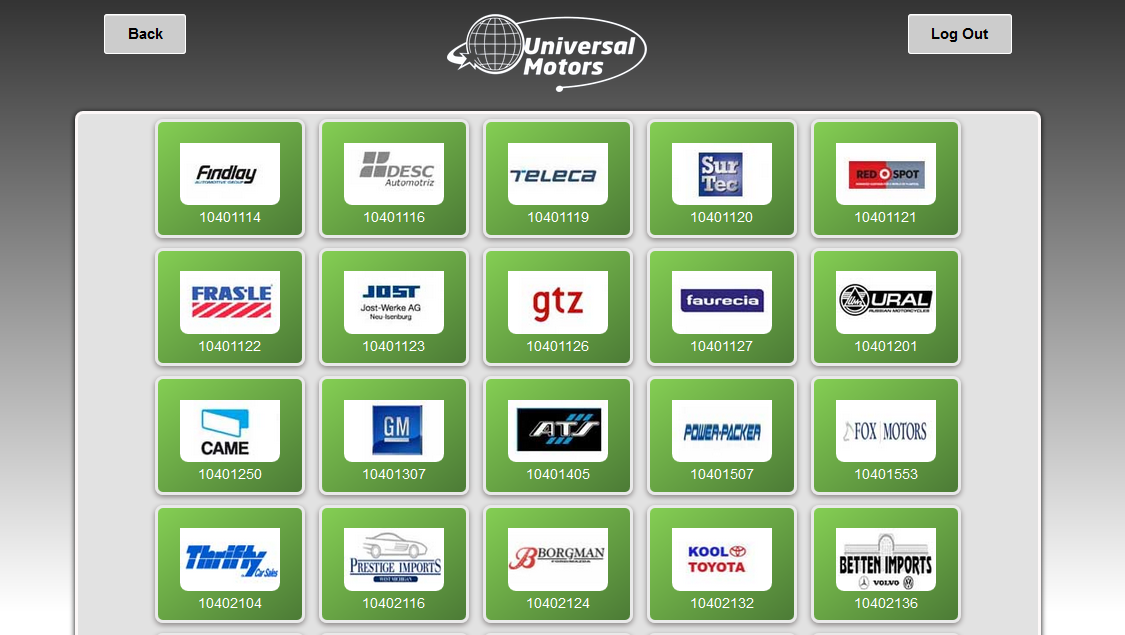 Back
Universal
Motors
Log Out
Findlay
AUTOMOTIVE GROUP
10401114
DESC
Automotriz
10401116
TELECA
10401119
Sur
Tec
10401120
RED SPOT
10401121
FRAS-LE
10401122
JOST
Jost-Werke AG
Neu-Isenburg
10401123
gtz
10401126
faurecia
10401127
URAL
RUSSIAN MOTORCYCLES
10401201
CAME
10401250
GM
10401307
ATS
10401405
POWER-PACKER
10401507
FOX MOTORS
10401553
Thrifty
Car Sales
10402104
PRESTIGE IMPORTS
WEST MICHIGAN
10402116
BORGMAN
10402124
KOOL
TOYOTA
10402132
BETTEN IMPORTS
VOLVO
10402136